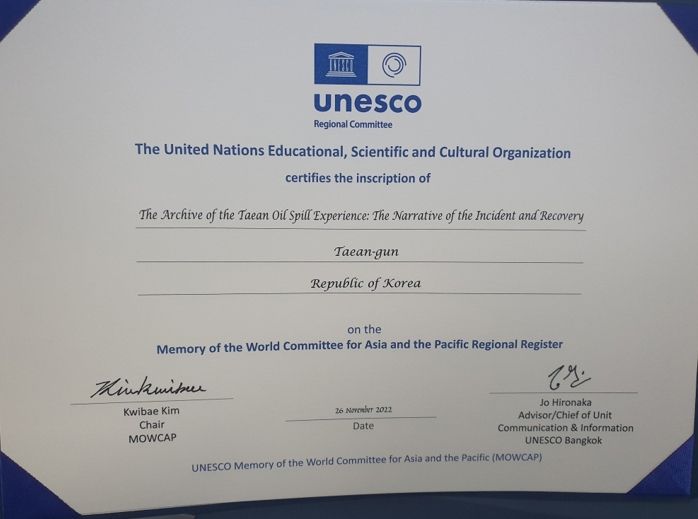 unesco
Regional Committee
The United Nations Educational, Scientific and Cultural Organization
certifies the inscription of
The Archive of the Taean Oil Spill Experience: The Narrative of the Incident and Recovery
Taean-gun
Republic of Korea
on the
Memory of the World Committee for Asia and the Pacific Regional Register
Kwibae Kim
Chair
MOWCAP
26 November 2022
Date
Jo Hironaka
Advisor/Chief of Unit
Communication & Information
UNESCO Bangkok
UNESCO Memory of the World Committee for Asia and the Pacific (MOWCAP)